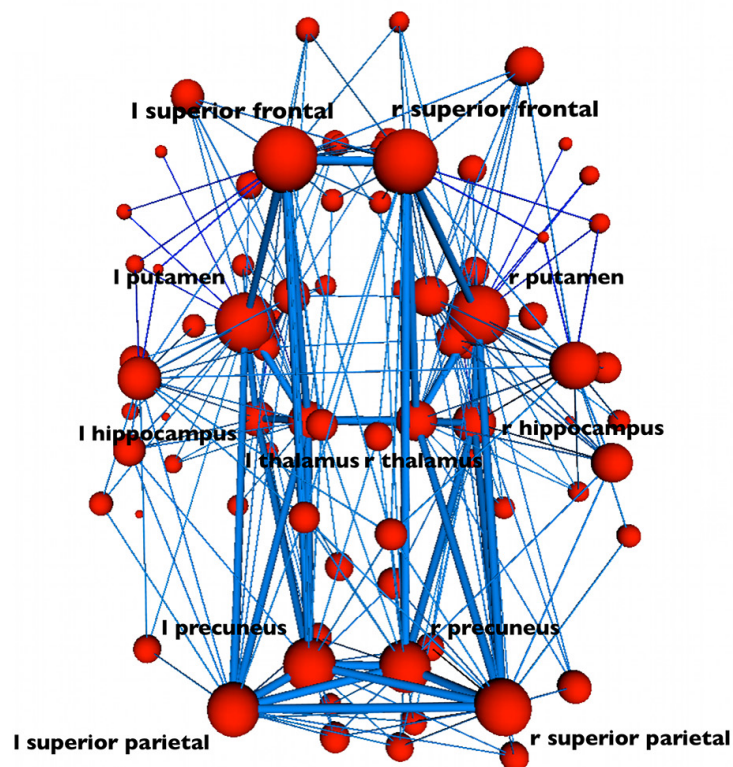 l superior frontal
r superior frontal
l putamen
r putamen
l hippocampus
r hippocampus
l thalamus
r thalamus
l precuneus
r precuneus
l superior parietal
r superior parietal